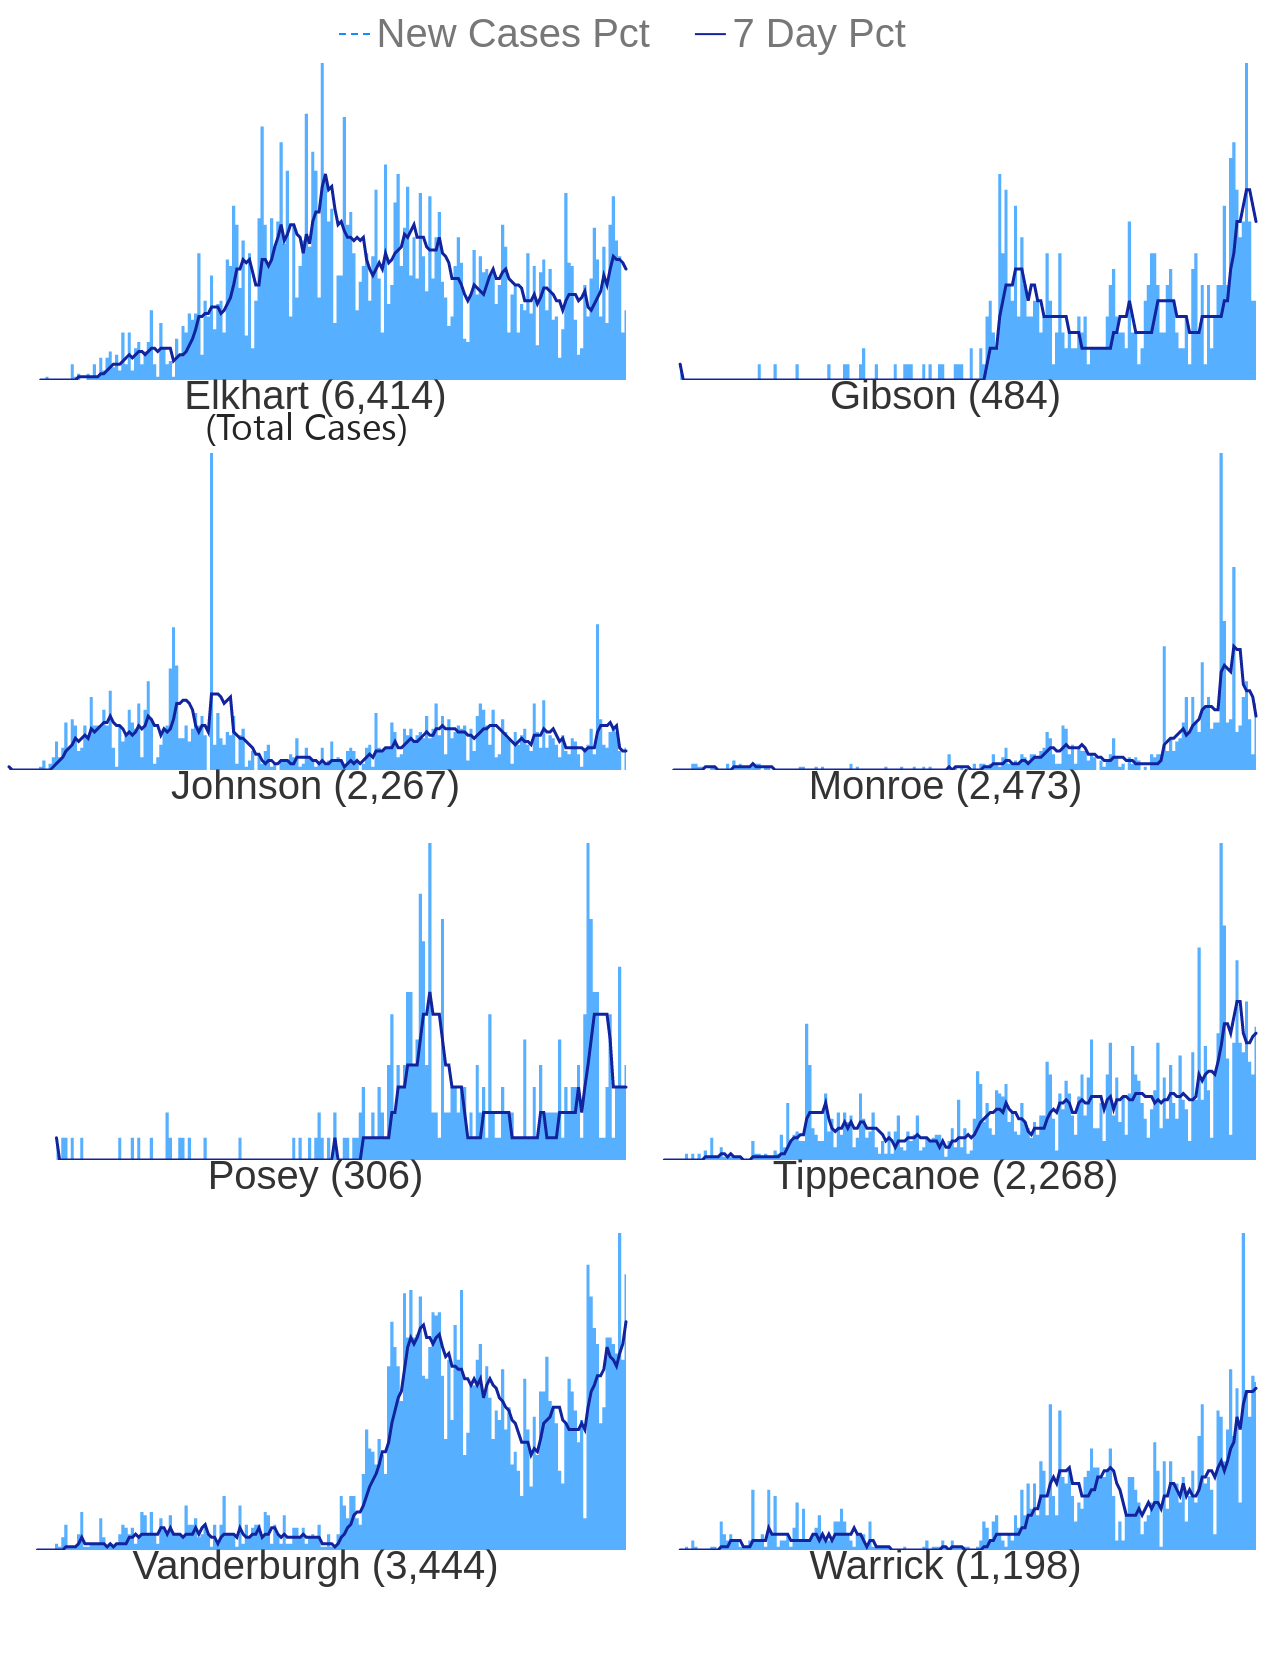 New Cases Pct 7 Day Pct
Elkhart (6,414) Gibson (484)
(Total Cases)
Johnson (2,267) Monroe (2,473)
Posey (306) Tippecanoe (2,268)
Vanderburgh (3,444) Warrick (1,198)